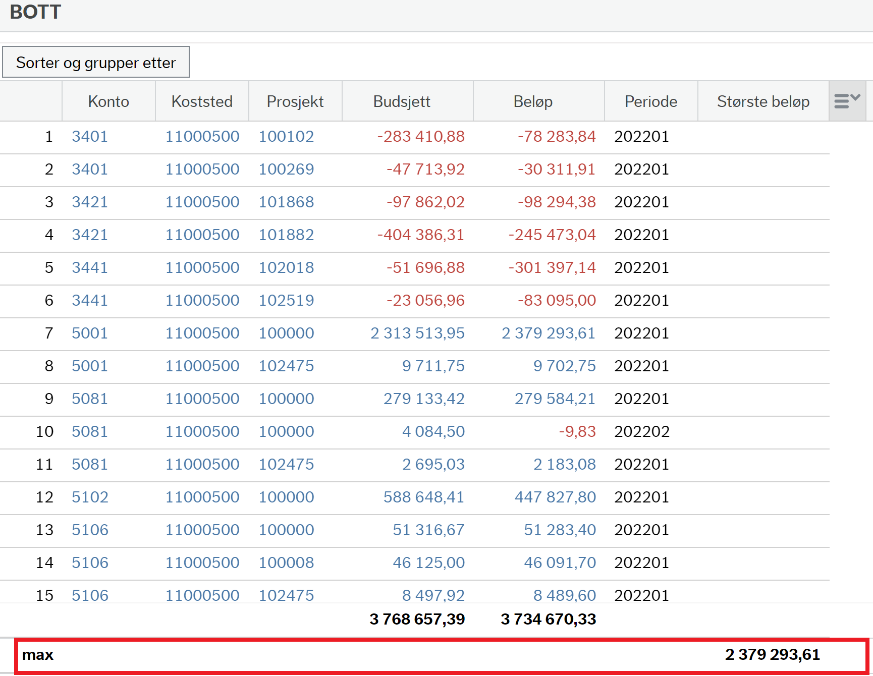 BOTT
Sorter og grupper etter
Konto Koststed Prosjekt Budsjett Beløp Periode Største beløp
1 3401 11000500 100102 -283 410,88 -78 283,84 202201
2 3401 11000500 100269 -47 713,92 -30 311,91 202201
3 3421 11000500 101868 -97 862,02 -98 294,38 202201
4 3421 11000500 101882 -404 386,31 -245 473,04 202201
5 3441 11000500 102018 -51 696,88 -301 397,14 202201
6 3441 11000500 102519 -23 056,96 -83 095,00 202201
7 5001 11000500 100000 2 313 513,95 2 379 293,61 202201
8 5001 11000500 102475 9 711,75 9 702,75 202201
9 5081 11000500 100000 279 133,42 279 584,21 202201
10 5081 11000500 100000 4 084,50 -9,83 202202
11 5081 11000500 102475 2 695,03 2 183,08 202201
12 5102 11000500 100000 588 648,41 447 827,80 202201
13 5106 11000500 100000 51 316,67 51 283,40 202201
14 5106 11000500 100008 46 125,00 46 091,70 202201
15 5106 11000500 102475 8 497,92 8 489,60 202201
3 768 657,39 3 734 670,33
max 2 379 293,61